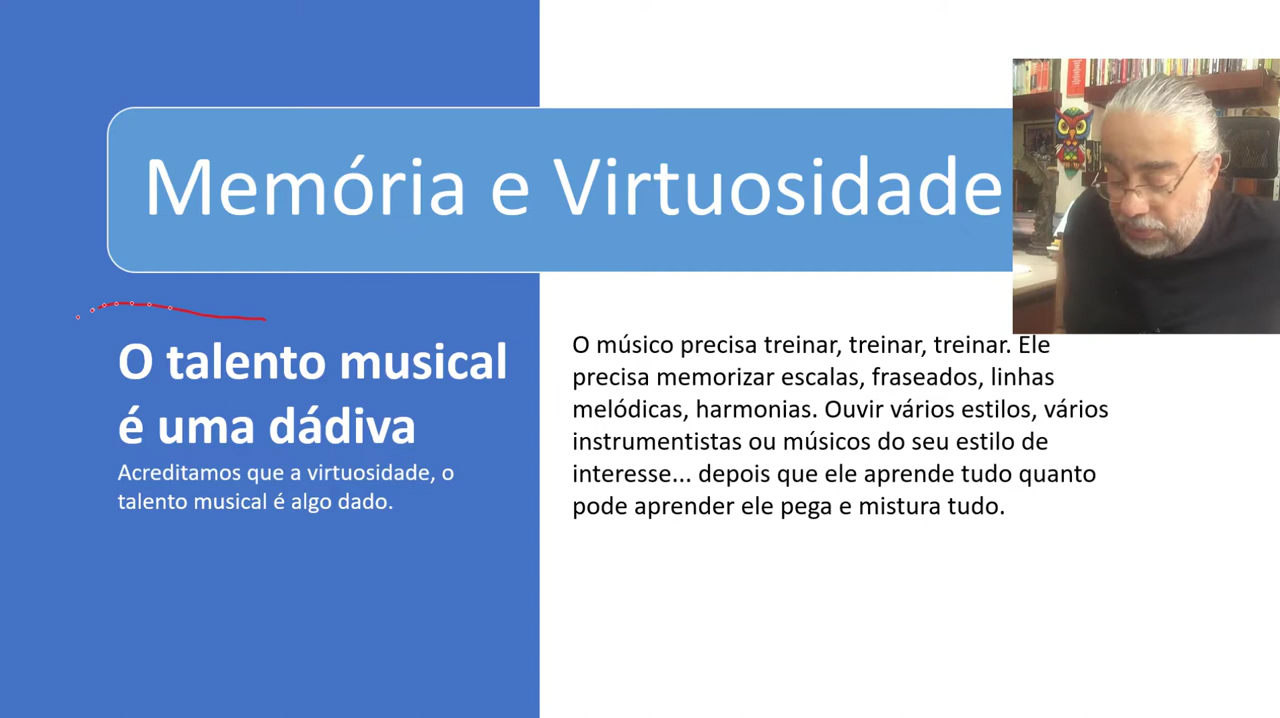 Memória e Virtuosidade
O talento musical
é uma dádiva
Acreditamos que a virtuosidade, o
talento musical é algo dado.
O músico precisa treinar, treinar, treinar. Ele
precisa memorizar escalas, fraseados, linhas
melódicas, harmonias. Ouvir vários estilos, vários
instrumentistas ou músicos do seu estilo de
interesse... depois que ele aprende tudo quanto
pode aprender ele pega e mistura tudo.